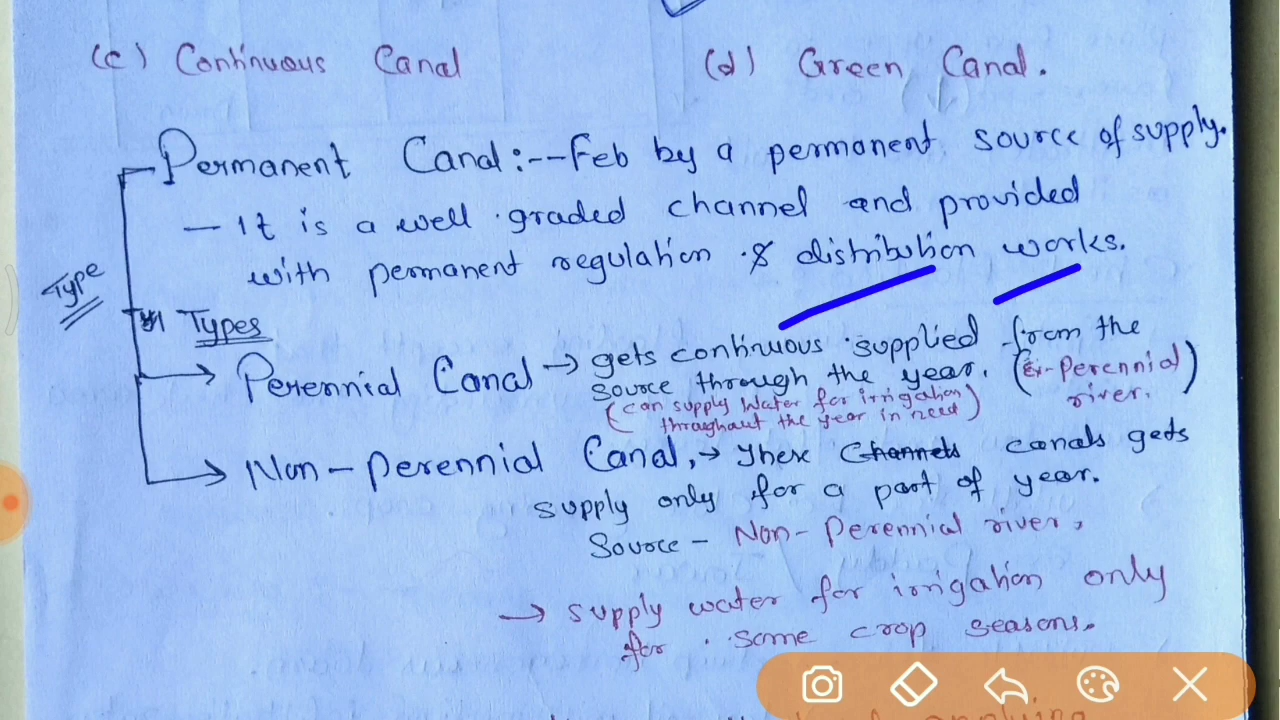 (c) Continuous Canal (d) Green Canal.
Permanent Canal:-- Feb by a permanent source of supply.
– It is a well graded channel and provided
with permanent regulation & distribution works.
Type
Types
Perennial Canal → gets continuous supplied from the
source through the year. (Ex-Perennial river.)
(can supply Water for irrigation
throughout the year in need)
Non-perennial Canal, → These Channels canals gets
supply only for a part of year.
Source - Non-Perennial river,
→ supply water for irrigation only
for some crop seasons.